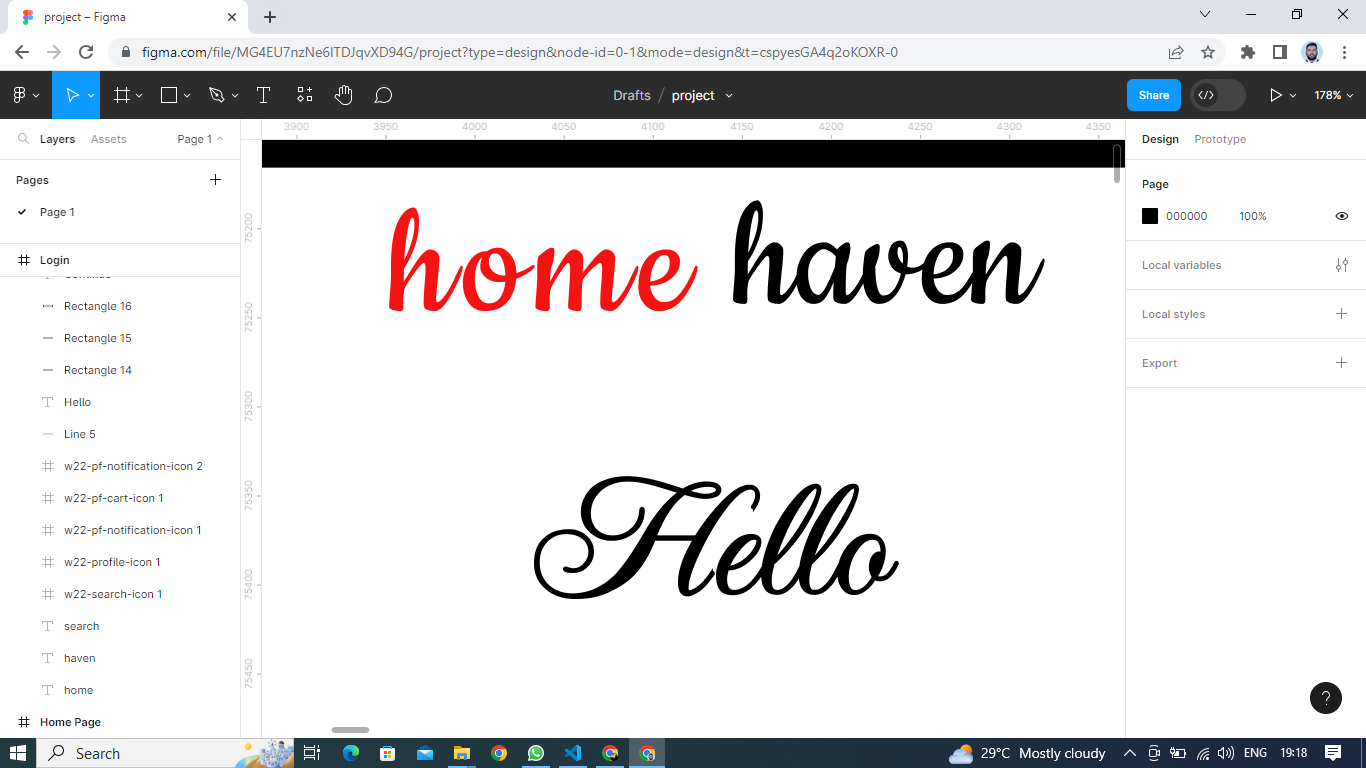 project – Figma
figma.com/file/MG4EU7nzNe6ITDJqvXD94G/project?type=design&node-id=0-1&mode=design&t=cspyesGA4q2oKOXR-0
Drafts / project
Share
178%
Layers Assets Page 1
3900 3950 4000 4050 4100 4150 4200 4250 4300 4350
Design Prototype
Pages
Page 1
Login
Rectangle 16
Rectangle 15
Rectangle 14
Hello
Line 5
w22-pf-notification-icon 2
w22-pf-cart-icon 1
w22-pf-notification-icon 1
w22-profile-icon 1
w22-search-icon 1
search
haven
home
Home Page
75200
75250
75300
75350
75400
75450
home haven
Hello
Page
000000 100%
Local variables
Local styles
Export
?
Search
29°C Mostly cloudy
ENG
19:18